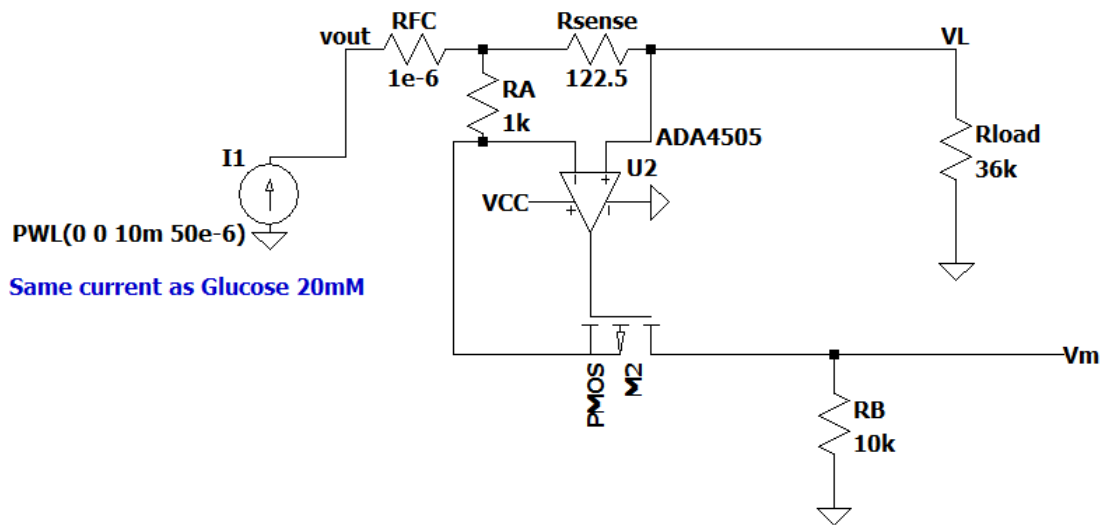 RFC
Rsense
vout
VL
1e-6
122.5
RA
1k
ADA4505
Rload
36k
I1
U2
VCC
PWL(0 0 10m 50e-6)
Same current as Glucose 20mM
PMOS
M2
Vm
RB
10k